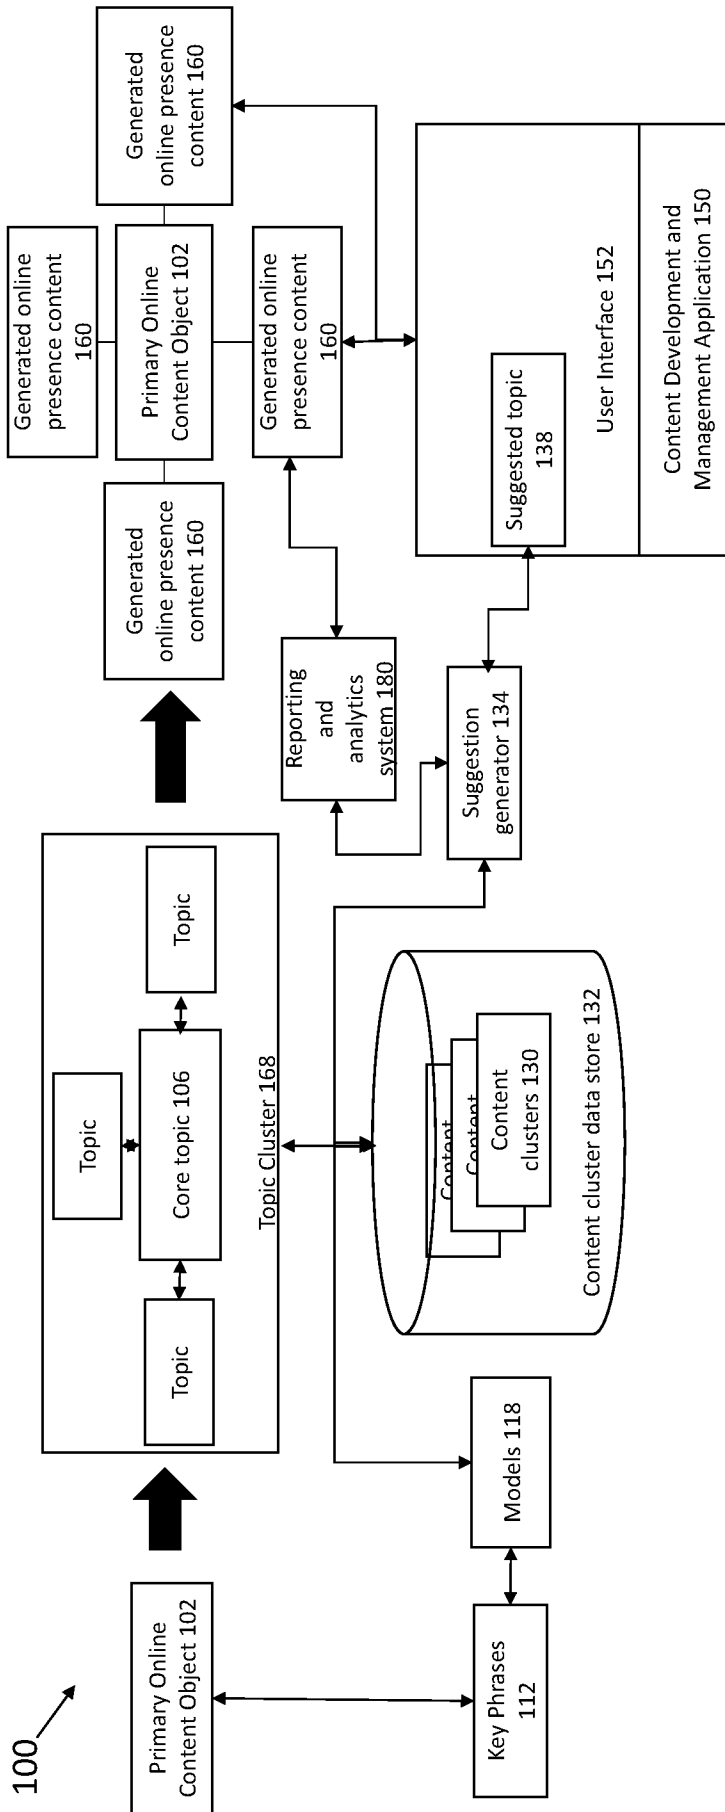 100
Primary Online
Content Object 102
Key Phrases
112
Models 118
Topic
Topic
Core topic 106
Topic
Topic Cluster 168
Content
Content
Content
clusters 130
Content cluster data store 132
Suggestion
generator 134
Reporting
and
analytics
system 180
Generated
online presence
content 160
Generated online
presence content
160
Primary Online
Content Object 102
Generated online
presence content
160
Generated
online presence
content 160
Suggested topic
138
User Interface 152
Content Development and
Management Application 150